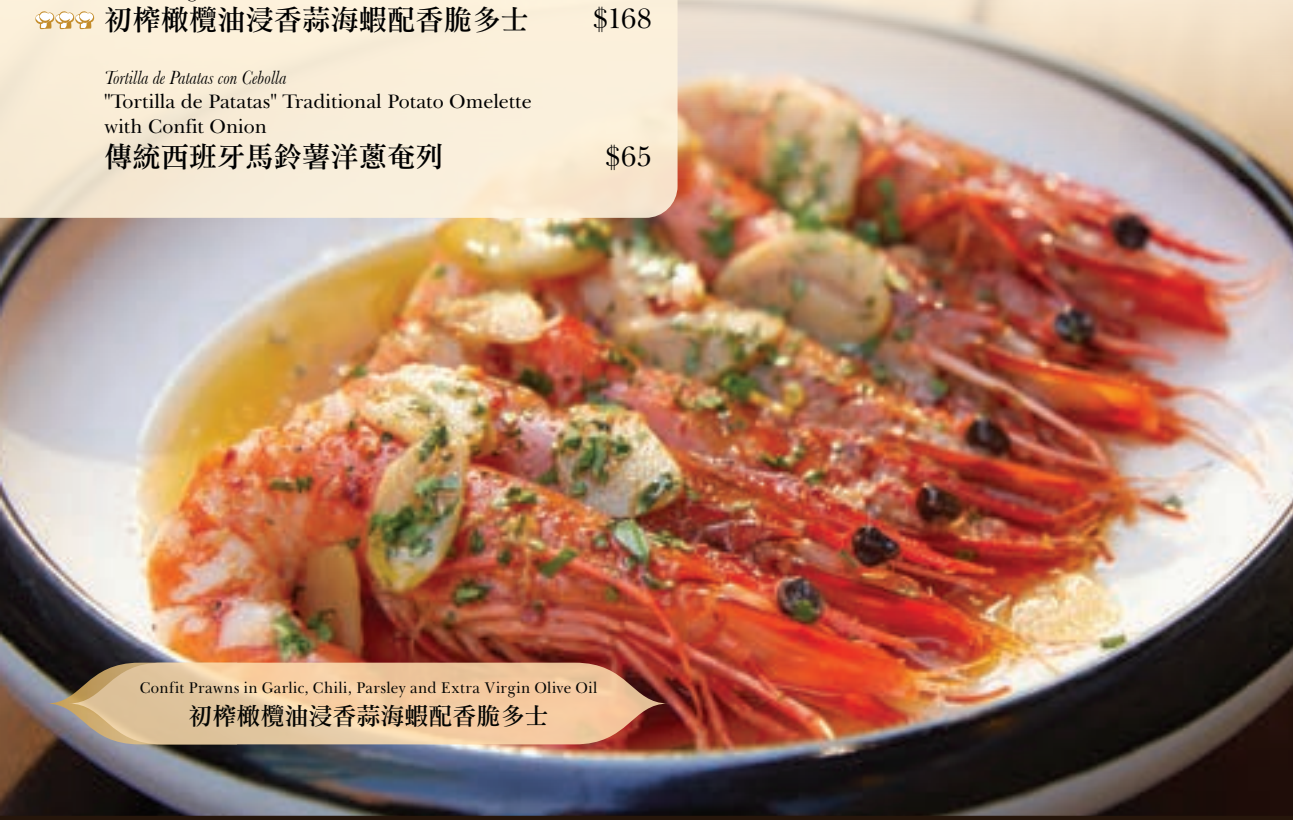 初榨橄欖油浸香蒜海蝦配香脆多士 $168
Tortilla de Patatas con Cebolla
"Tortilla de Patatas" Traditional Potato Omelette
with Confit Onion
傳統西班牙馬鈴薯洋蔥奄列 $65
Confit Prawns in Garlic, Chili, Parsley and Extra Virgin Olive Oil
初榨橄欖油浸香蒜海蝦配香脆多士